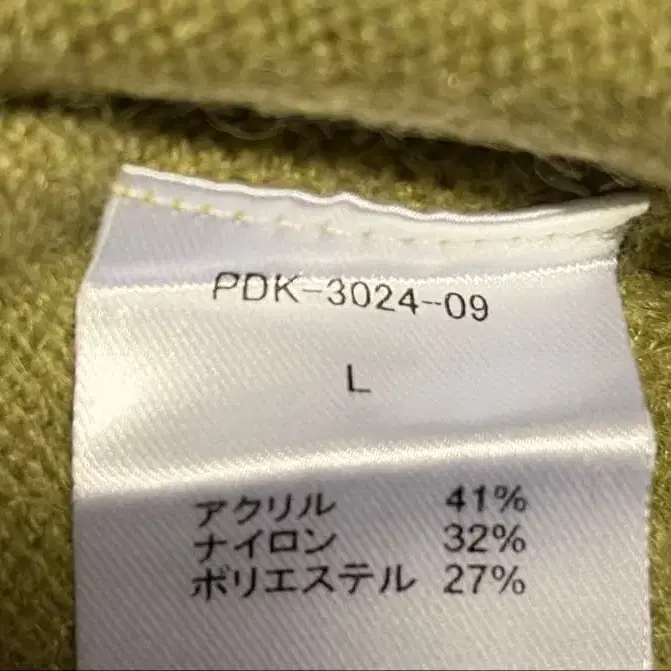 PDK-3024-09
L
アクリル 41%
ナイロン 32%
ポリエステル 27%